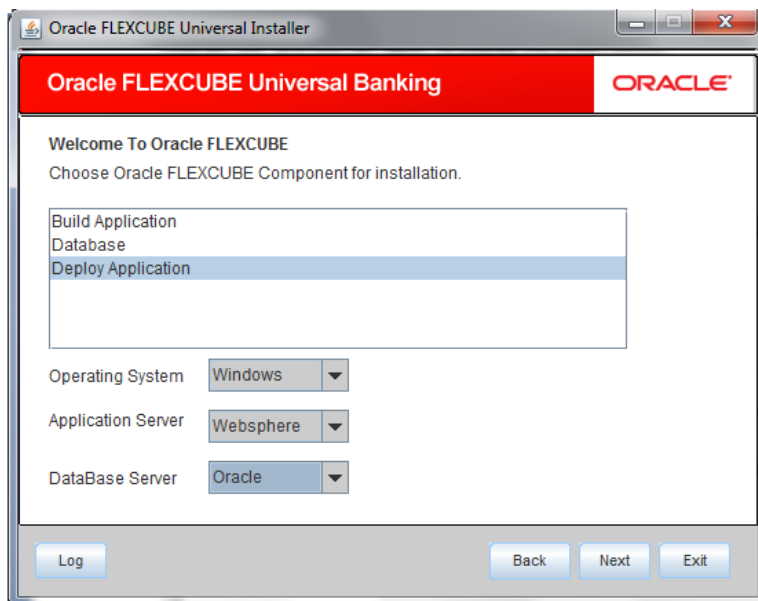 Oracle FLEXCUBE Universal Installer
Oracle FLEXCUBE Universal Banking
ORACLE
Welcome To Oracle FLEXCUBE
Choose Oracle FLEXCUBE Component for installation.
Build Application
Database
Deploy Application
Operating System Windows
Application Server Websphere
DataBase Server Oracle
Log Back Next Exit